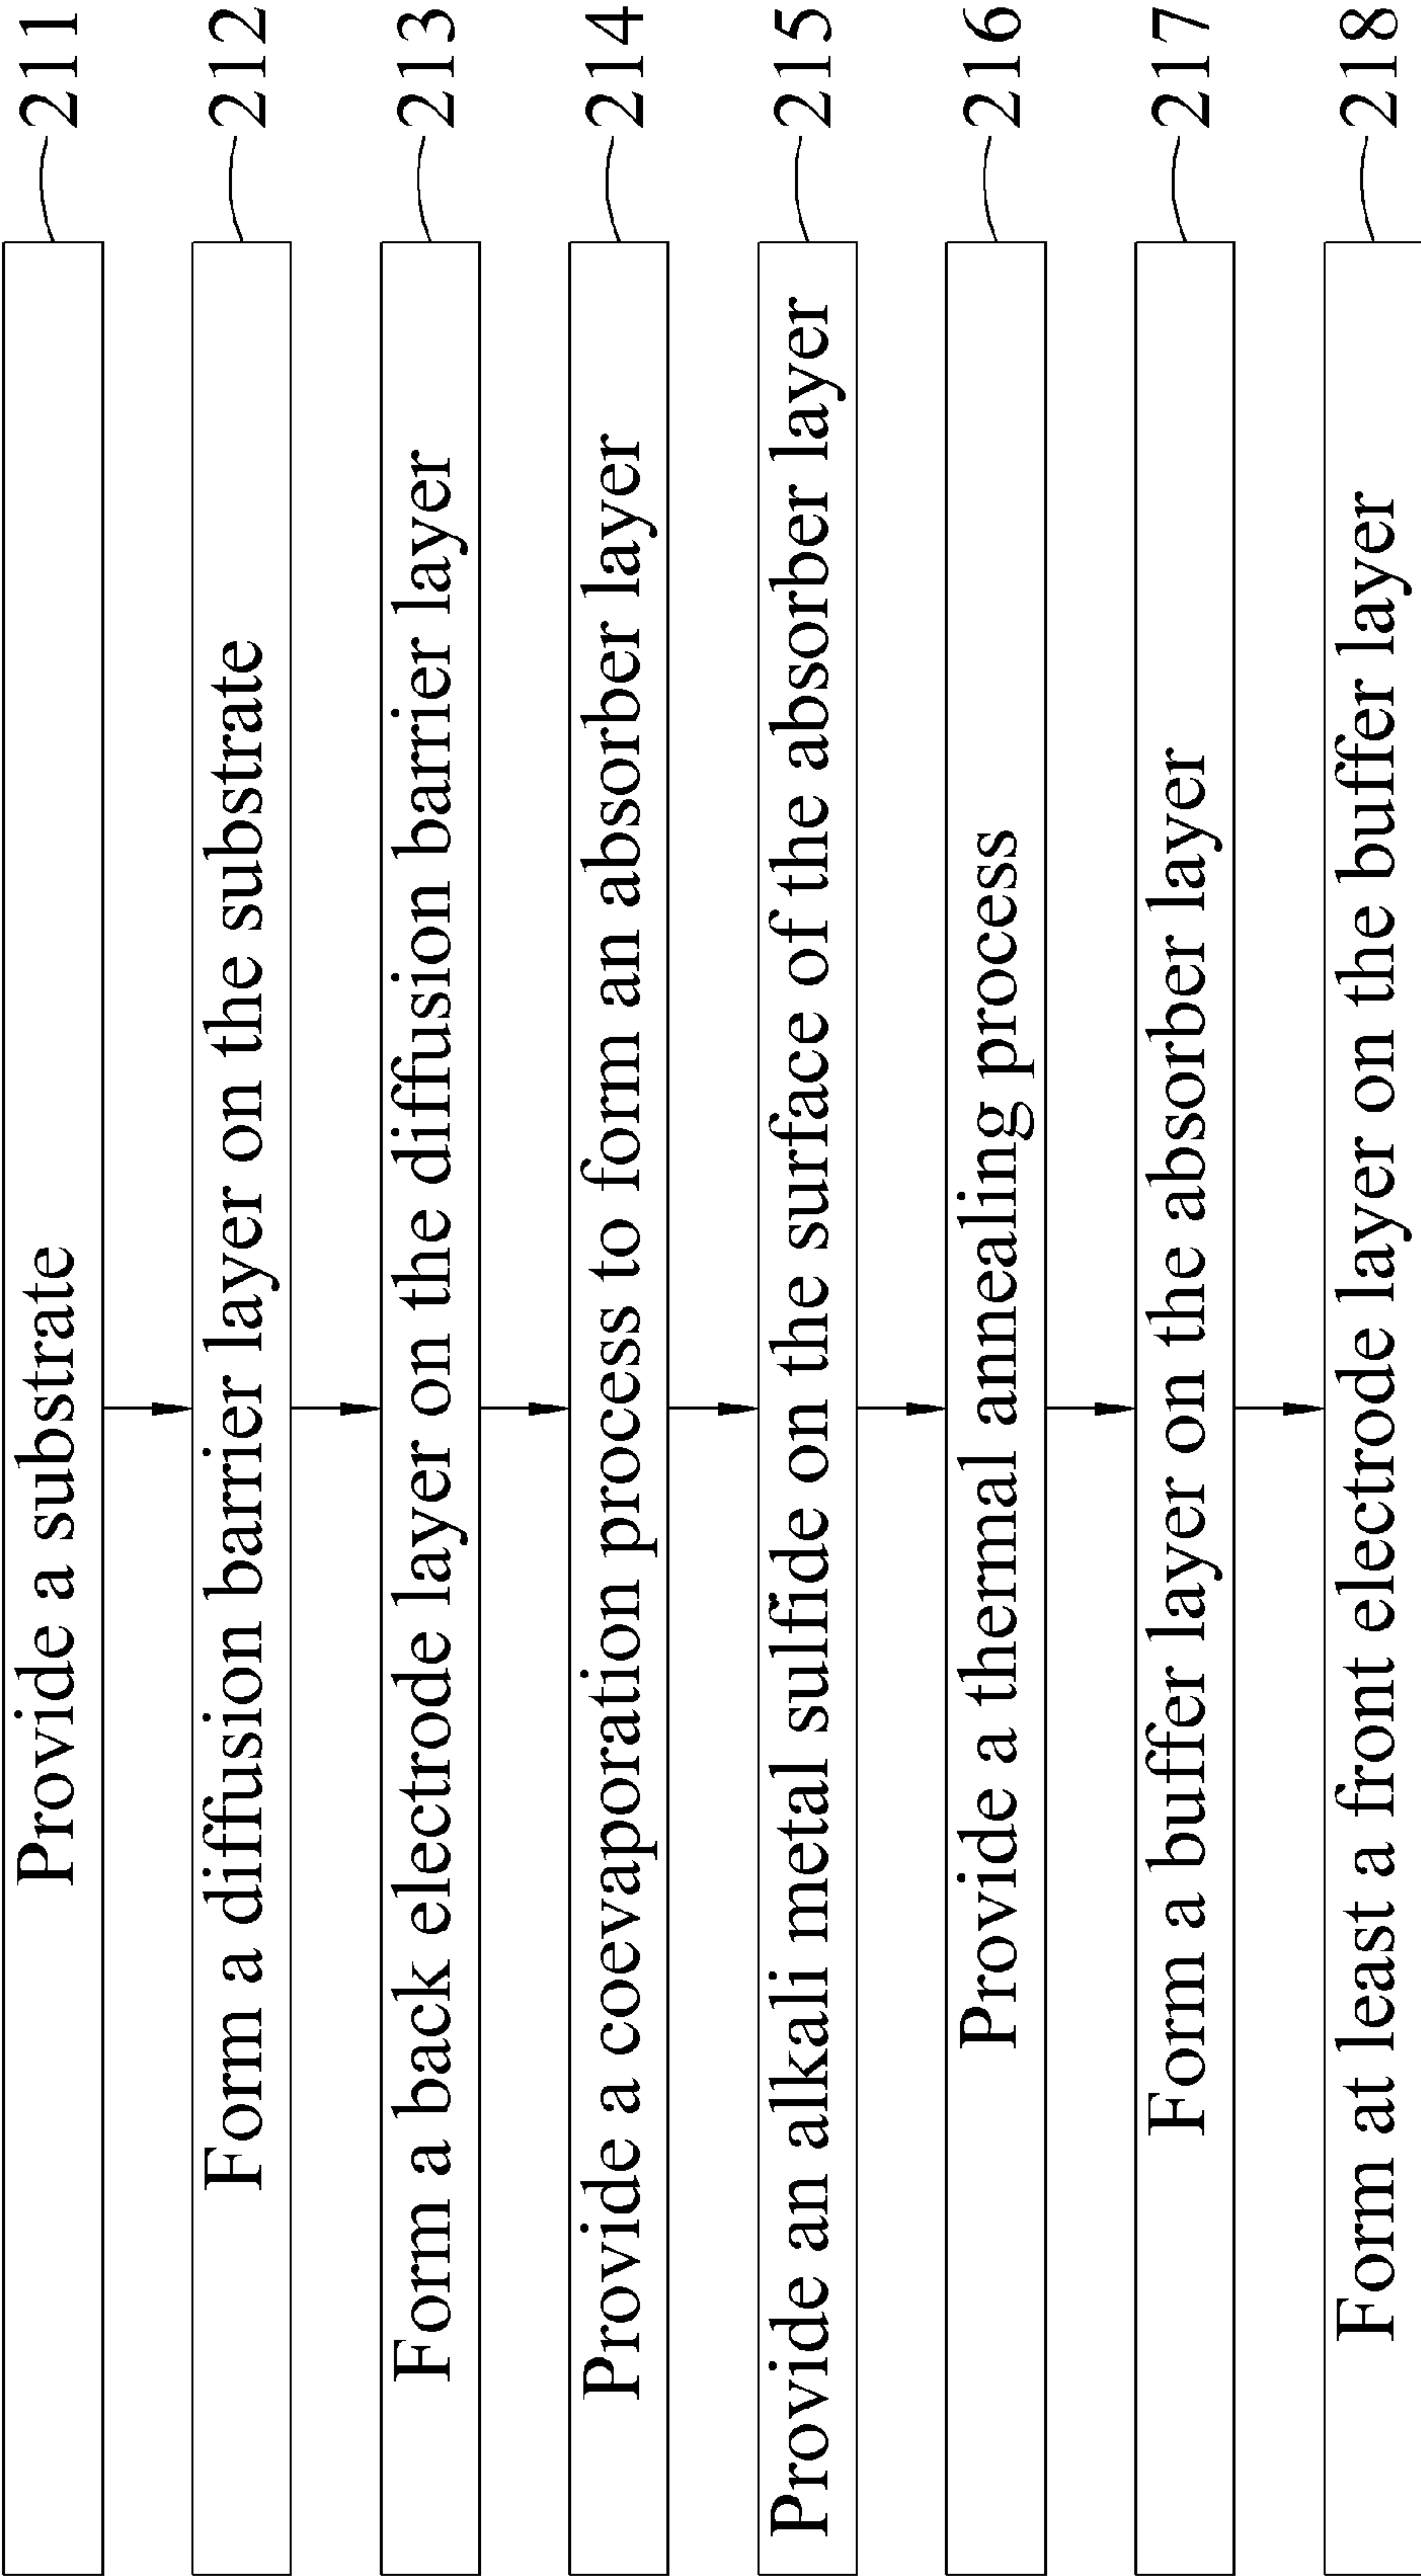 Provide a substrate 211
Form a diffusion barrier layer on the substrate 212
Form a back electrode layer on the diffusion barrier layer 213
Provide a coevaporation process to form an absorber layer 214
Provide an alkali metal sulfide on the surface of the absorber layer 215
Provide a thermal annealing process 216
Form a buffer layer on the absorber layer 217
Form at least a front electrode layer on the buffer layer 218